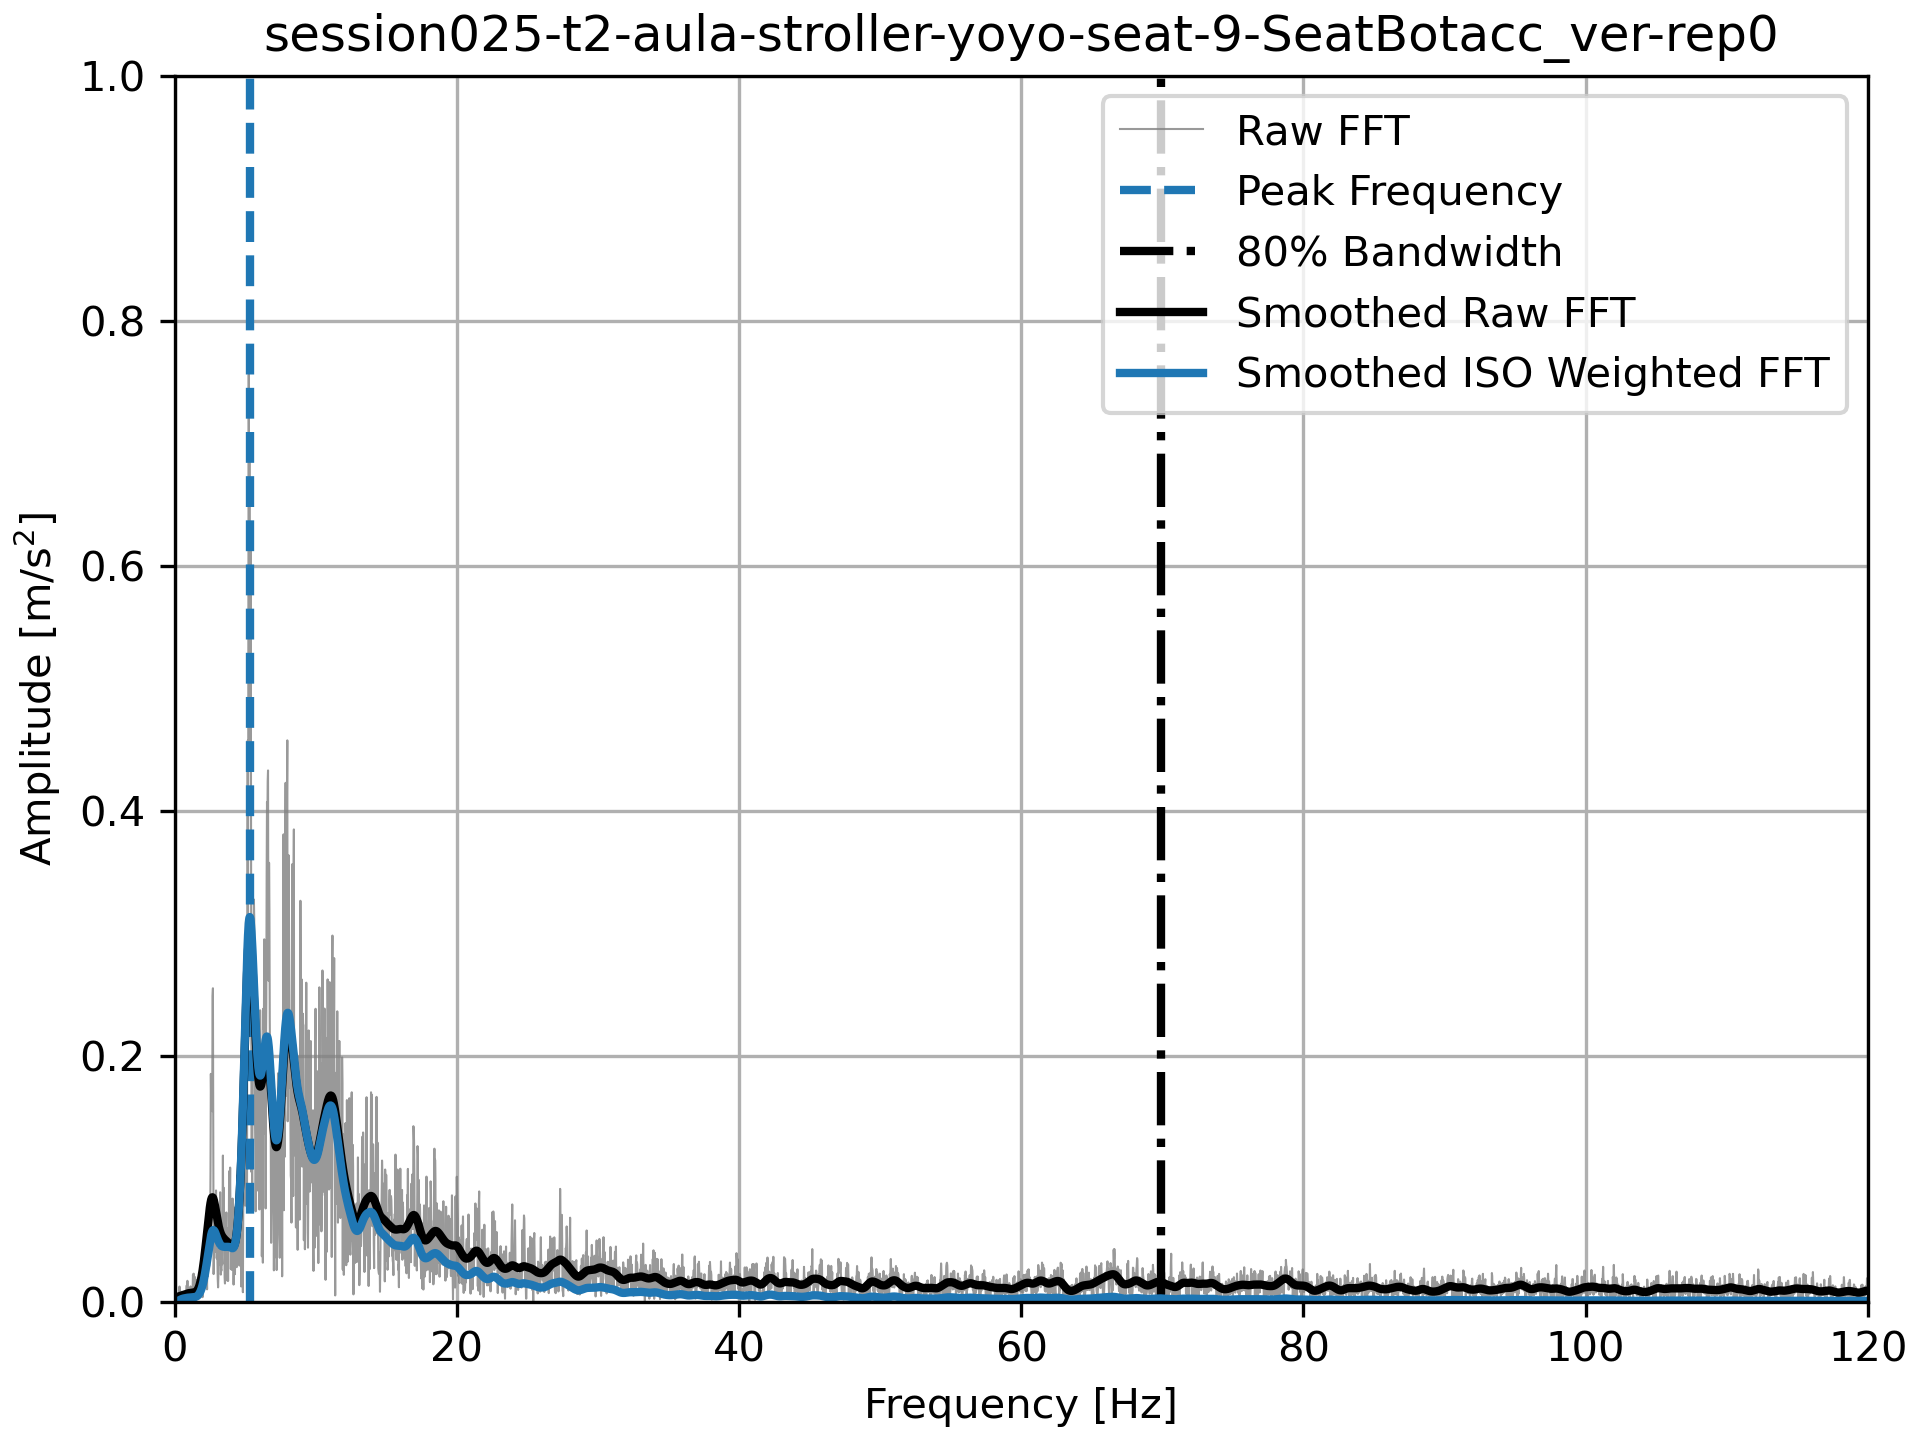 session025-t2-aula-stroller-yoyo-seat-9-SeatBotacc_ver-rep0
1.0
0.8
0.6
0.4
0.2
0.0
Amplitude [m/s²]
Raw FFT
Peak Frequency
80% Bandwidth
Smoothed Raw FFT
Smoothed ISO Weighted FFT
0 20 40 60 80 100 120
Frequency [Hz]